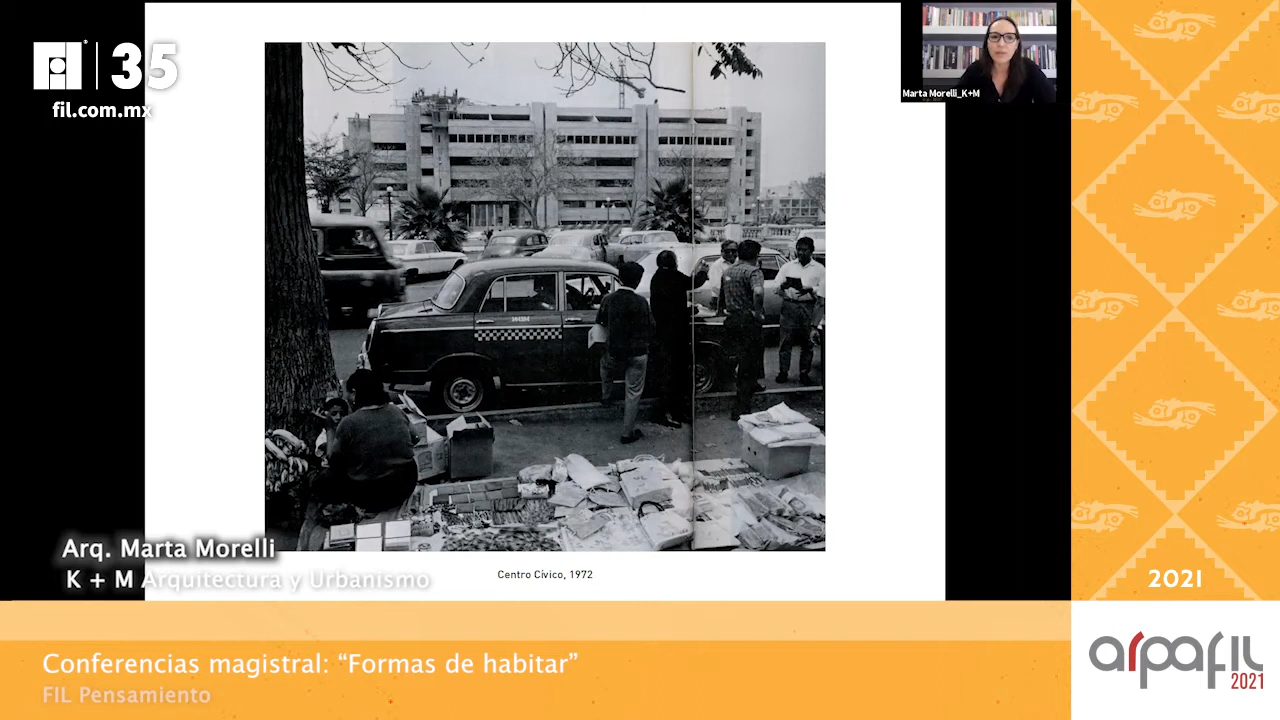 FIL 35
fil.com.mx
Marta Morelli_K+M
Arq. Marta Morelli
K + M Arquitectura y Urbanismo
Centro Cívico, 1972
2021
Conferencias magistral: “Formas de habitar”
FIL Pensamiento
arpafil
2021